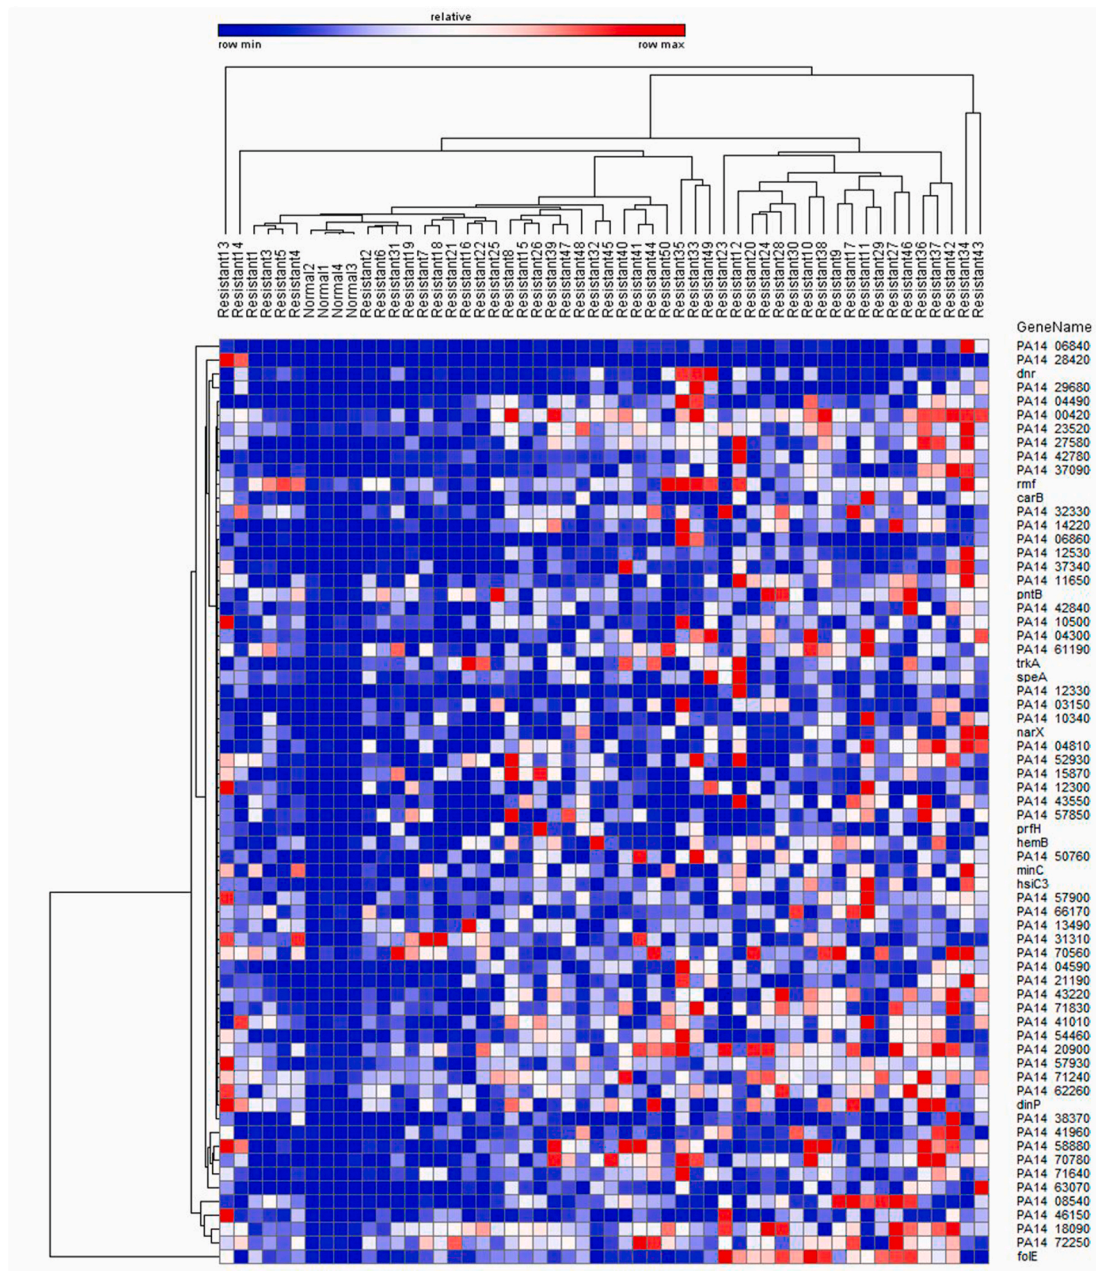 relative
row min row max
Resistant13
Resistant14
Resistant1
Resistant3
Resistant5
Resistant4
Normal2
Normal1
Normal4
Normal3
Resistant2
Resistant6
Resistant31
Resistant19
Resistant7
Resistant18
Resistant21
Resistant16
Resistant22
Resistant25
Resistant8
Resistant15
Resistant26
Resistant39
Resistant47
Resistant48
Resistant32
Resistant45
Resistant40
Resistant41
Resistant44
Resistant50
Resistant35
Resistant33
Resistant49
Resistant23
Resistant12
Resistant20
Resistant24
Resistant28
Resistant30
Resistant10
Resistant38
Resistant9
Resistant17
Resistant11
Resistant29
Resistant27
Resistant46
Resistant36
Resistant37
Resistant42
Resistant34
Resistant43
GeneName
PA14 06840
PA14 28420
dnr
PA14 29680
PA14 04490
PA14 00420
PA14 23520
PA14 27580
PA14 42780
PA14 37090
rmf
carB
PA14 32330
PA14 14220
PA14 06860
PA14 12530
PA14 37340
PA14 11650
pntB
PA14 42840
PA14 10500
PA14 04300
PA14 61190
trkA
speA
PA14 12330
PA14 03150
PA14 10340
narX
PA14 04810
PA14 52930
PA14 15870
PA14 12300
PA14 43550
PA14 57850
prfH
hemB
PA14 50760
minC
hsiC3
PA14 57900
PA14 66170
PA14 13490
PA14 31310
PA14 70560
PA14 04590
PA14 21190
PA14 43220
PA14 71830
PA14 41010
PA14 54460
PA14 20900
PA14 57930
PA14 71240
PA14 62260
dinP
PA14 38370
PA14 41960
PA14 58880
PA14 70780
PA14 71640
PA14 63070
PA14 08540
PA14 46150
PA14 18090
PA14 72250
folE